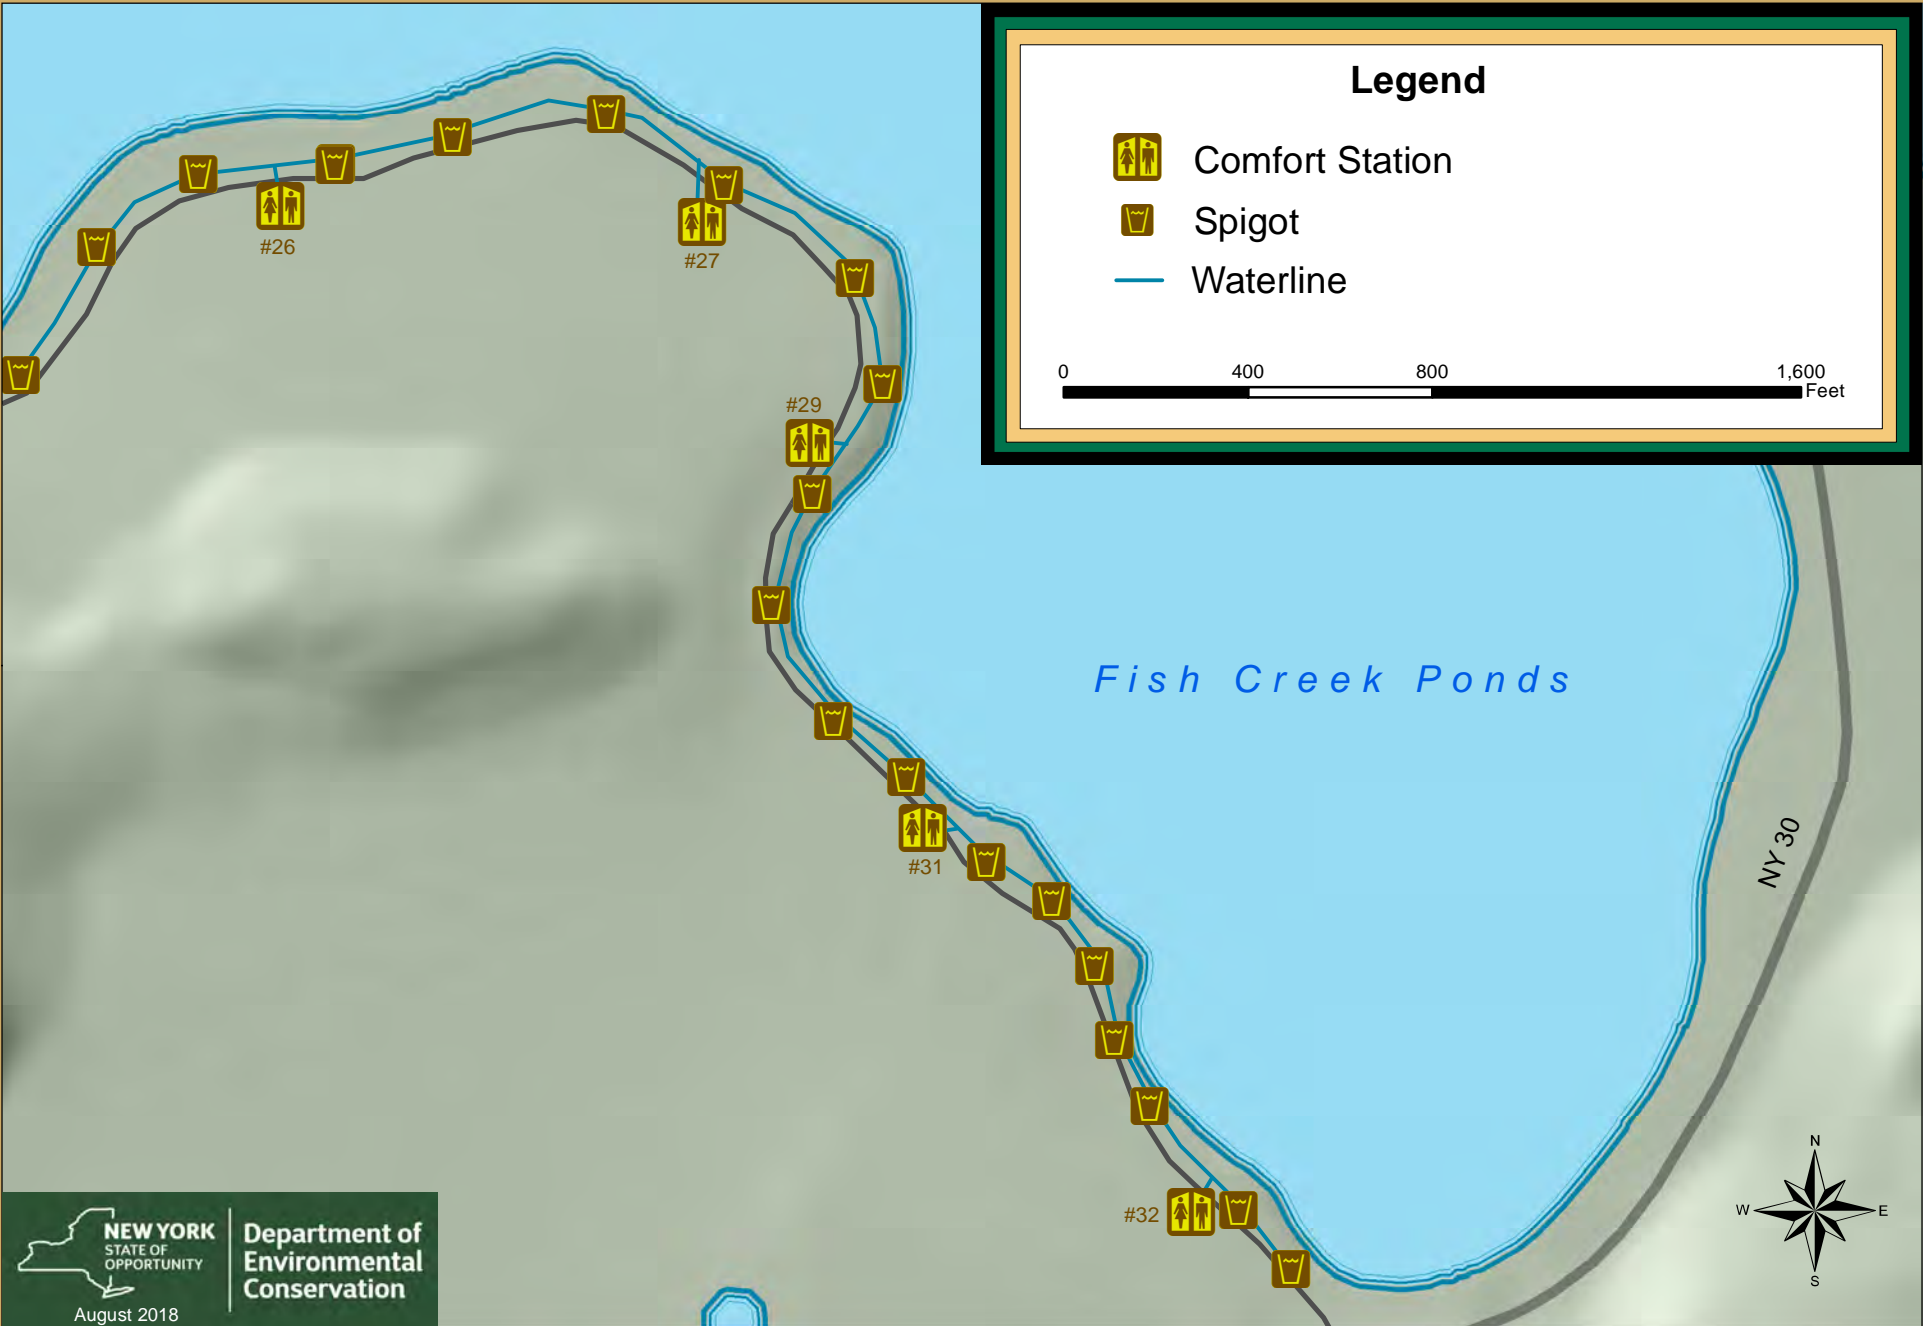 Legend
Comfort Station
Spigot
Waterline
0 400 800 1,600
Feet
#26
#27
#29
Fish Creek Ponds
#31
NY 30
#32
N
W E
S
NEW YORK
STATE OF
OPPORTUNITY
Department of
Environmental
Conservation
August 2018